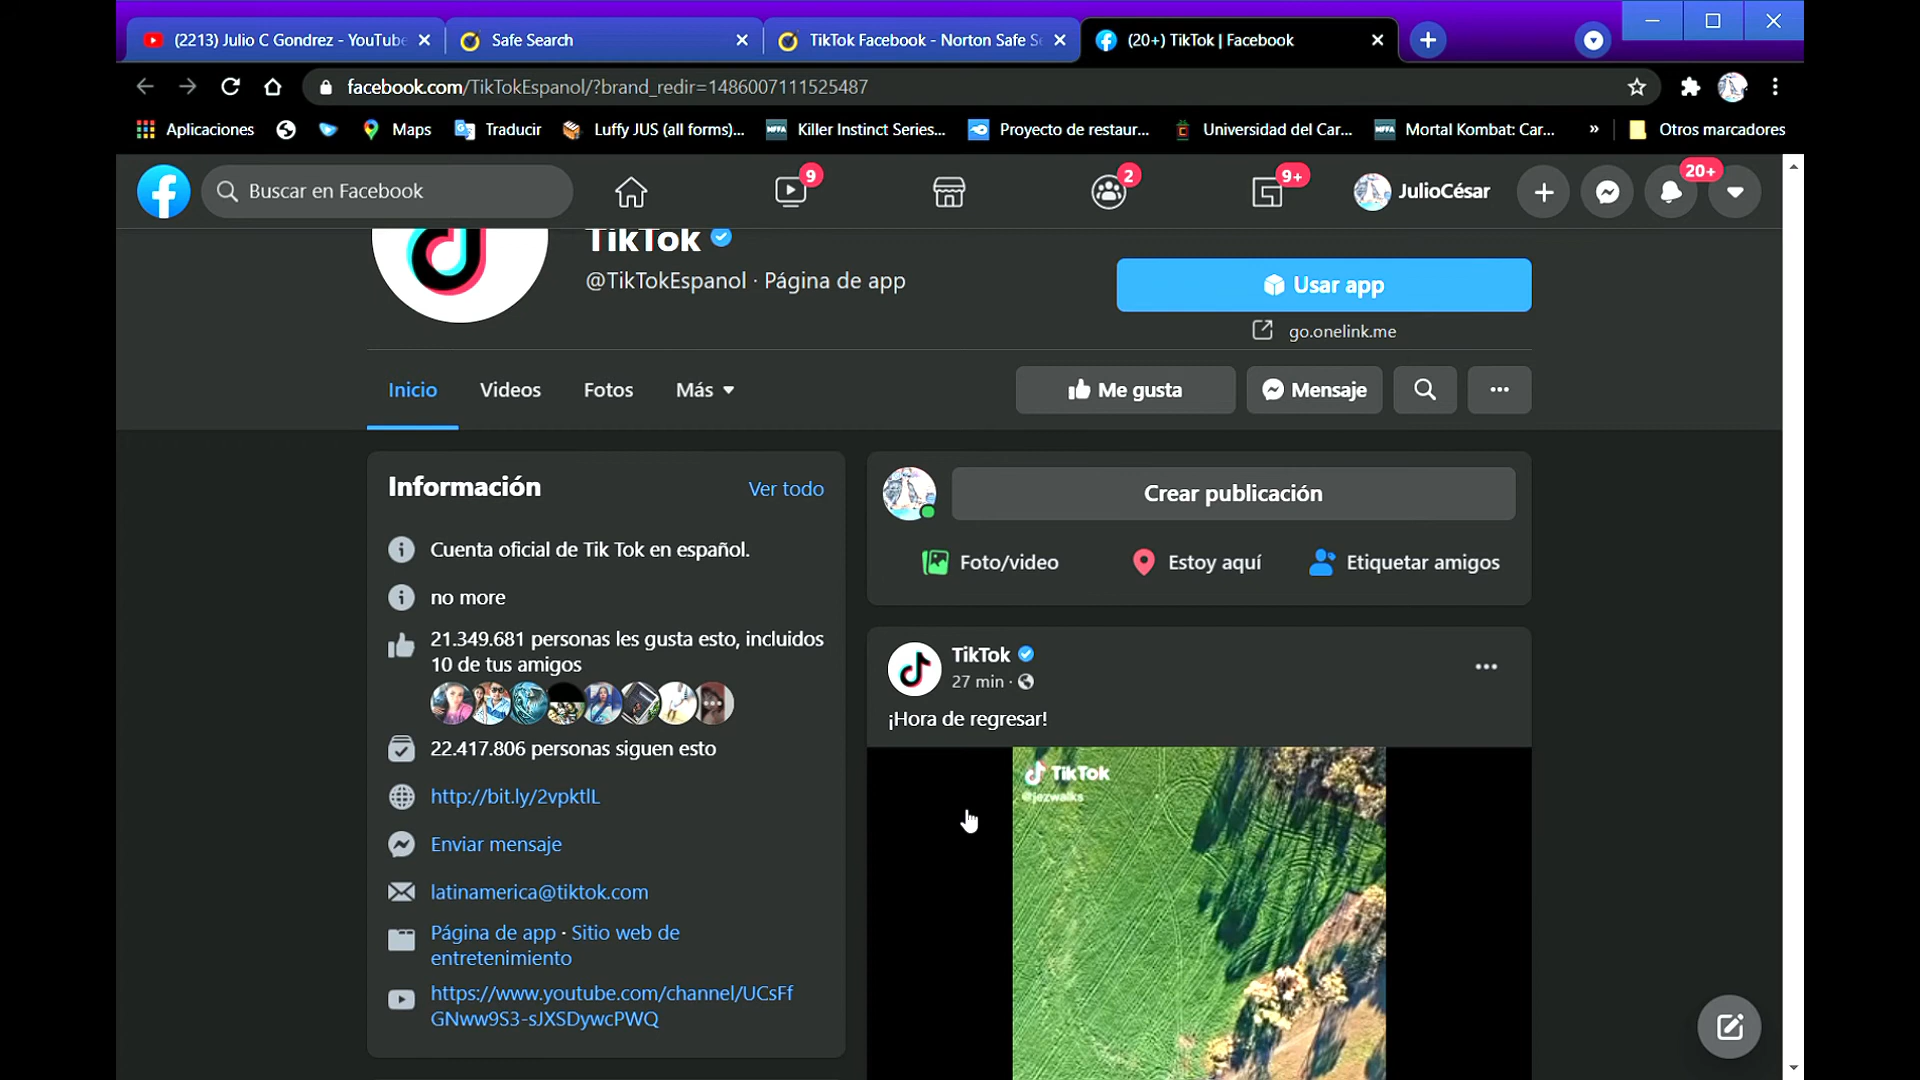 (2213) Julio C Gondrez - YouTube
Safe Search
TikTok Facebook - Norton Safe Se
(20+) TikTok | Facebook
facebook.com/TikTokEspanol/?brand_redir=1486007111525487
Aplicaciones
Maps
Traducir
Luffy JUS (all forms)...
Killer Instinct Series...
Proyecto de restaur...
Universidad del Car...
Mortal Kombat: Car...
»
Otros marcadores
Buscar en Facebook
9
2
9+
JulioCésar
20+
TikTok
@TikTokEspanol · Página de app
Usar app
go.onelink.me
Inicio
Videos
Fotos
Más
Me gusta
Mensaje
Información
Ver todo
Cuenta oficial de Tik Tok en español.
no more
21.349.681 personas les gusta esto, incluidos
10 de tus amigos
22.417.806 personas siguen esto
http://bit.ly/2vpktlL
Enviar mensaje
latinamerica@tiktok.com
Página de app · Sitio web de
entretenimiento
https://www.youtube.com/channel/UCsFf
GNww9S3-sJXSDywcPWQ
Crear publicación
Foto/video
Estoy aquí
Etiquetar amigos
TikTok
27 min ·
¡Hora de regresar!
TikTok
@jezwalks